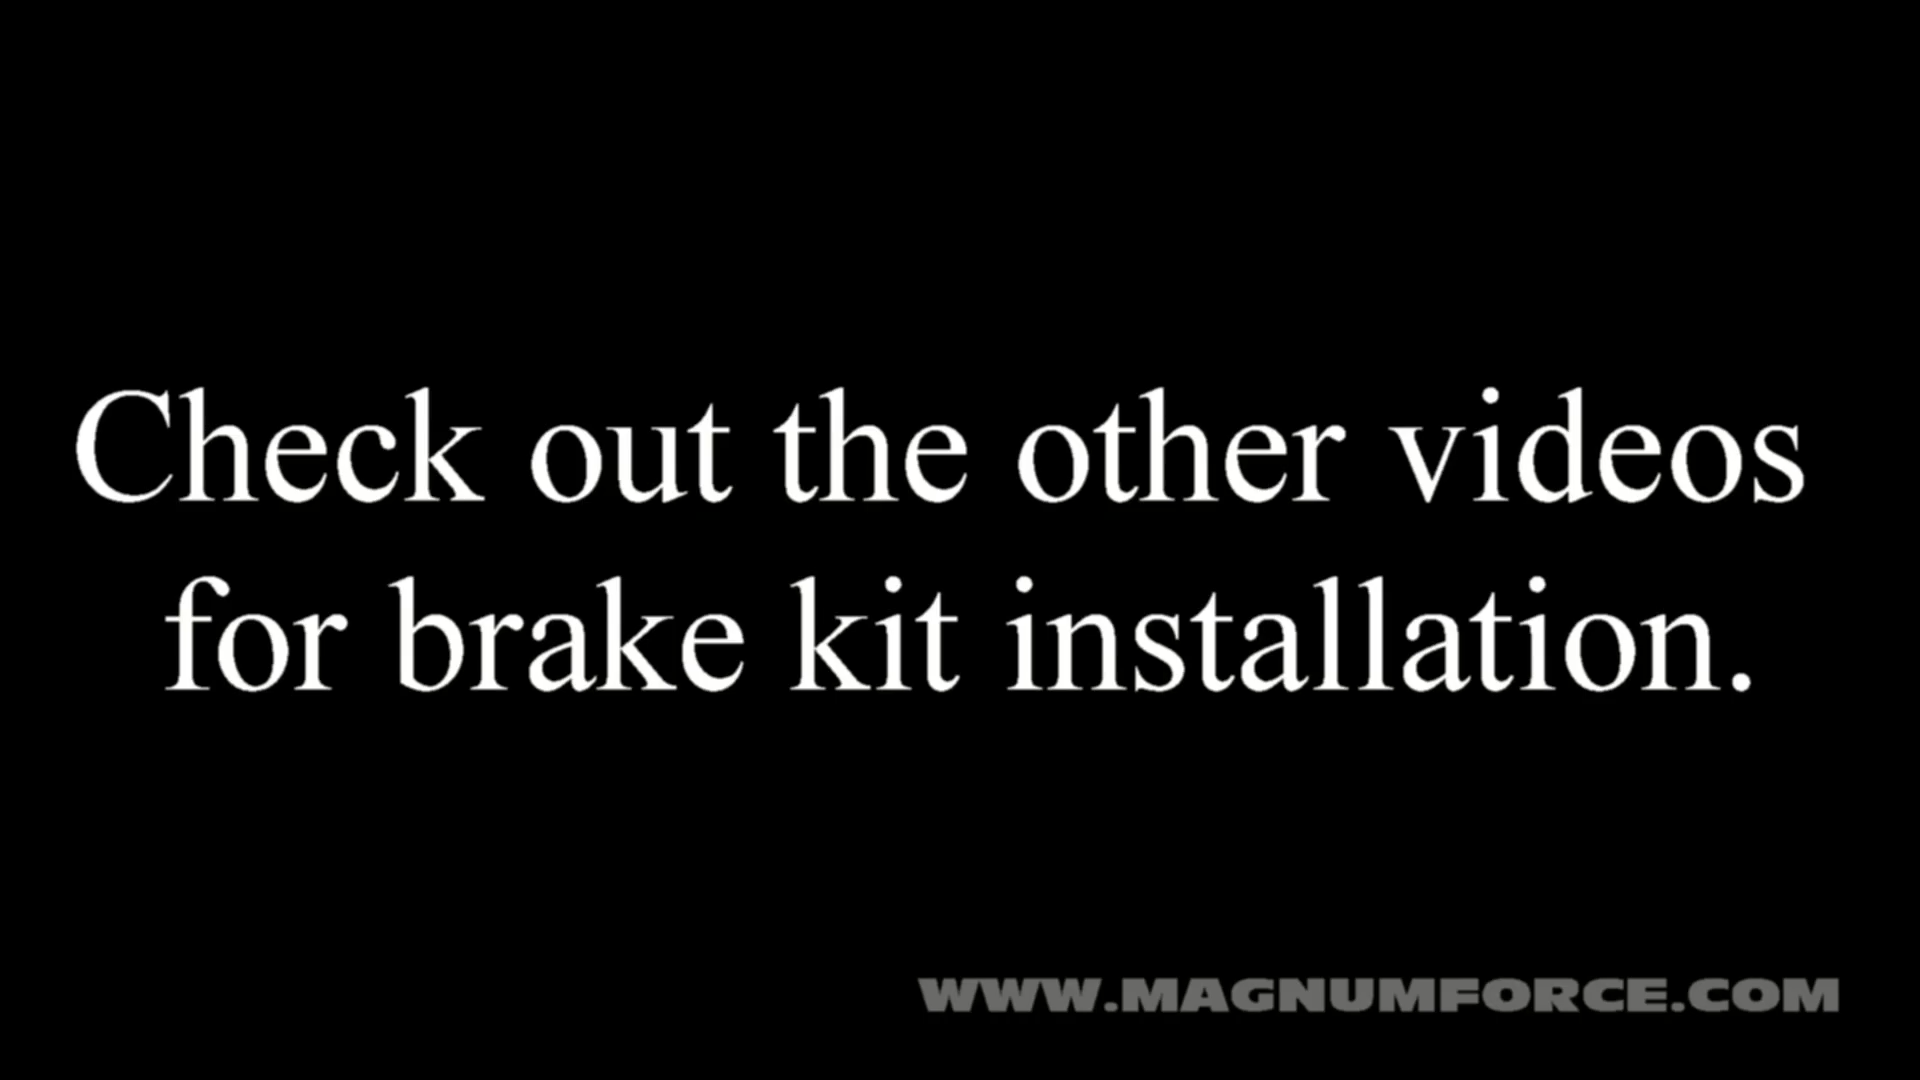 Check out the other videos
for brake kit installation.
WWW.MAGNUMFORCE.COM